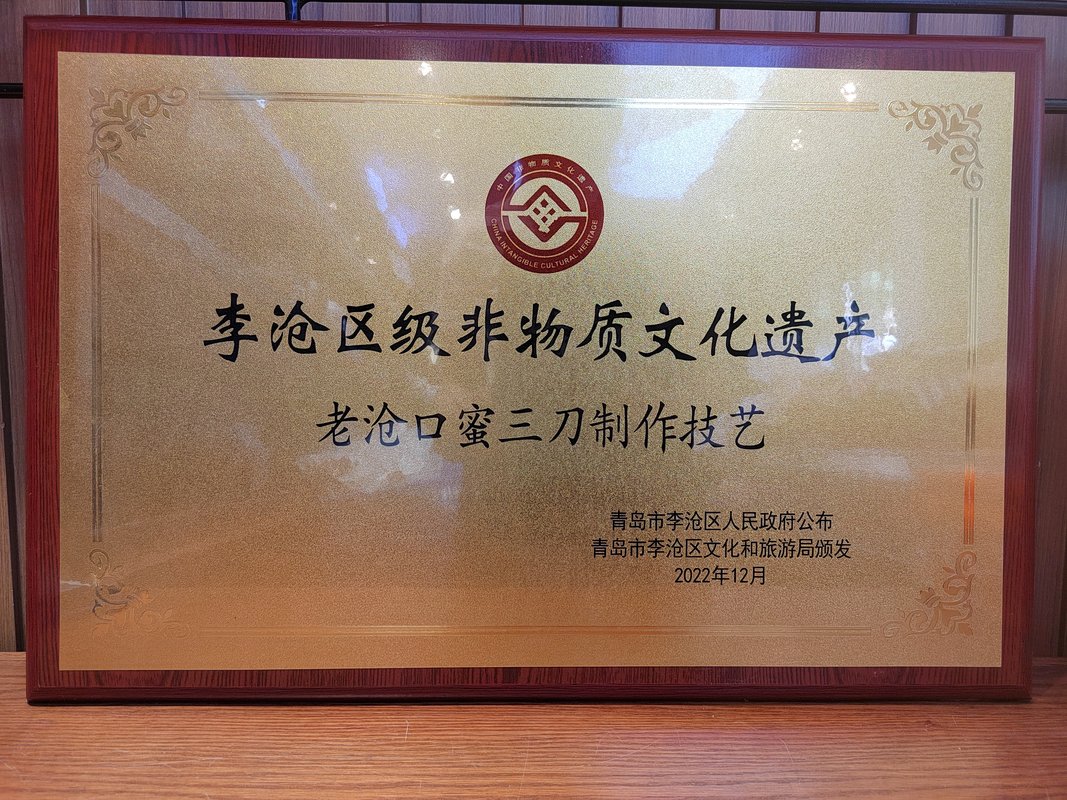 中国非物质文化遗产
CHINA INTANGIBLE CULTURAL HERITAGE
李沧区级非物质文化遗产
老沧口蜜三刀制作技艺
青岛市李沧区人民政府公布
青岛市李沧区文化和旅游局颁发
2022年12月